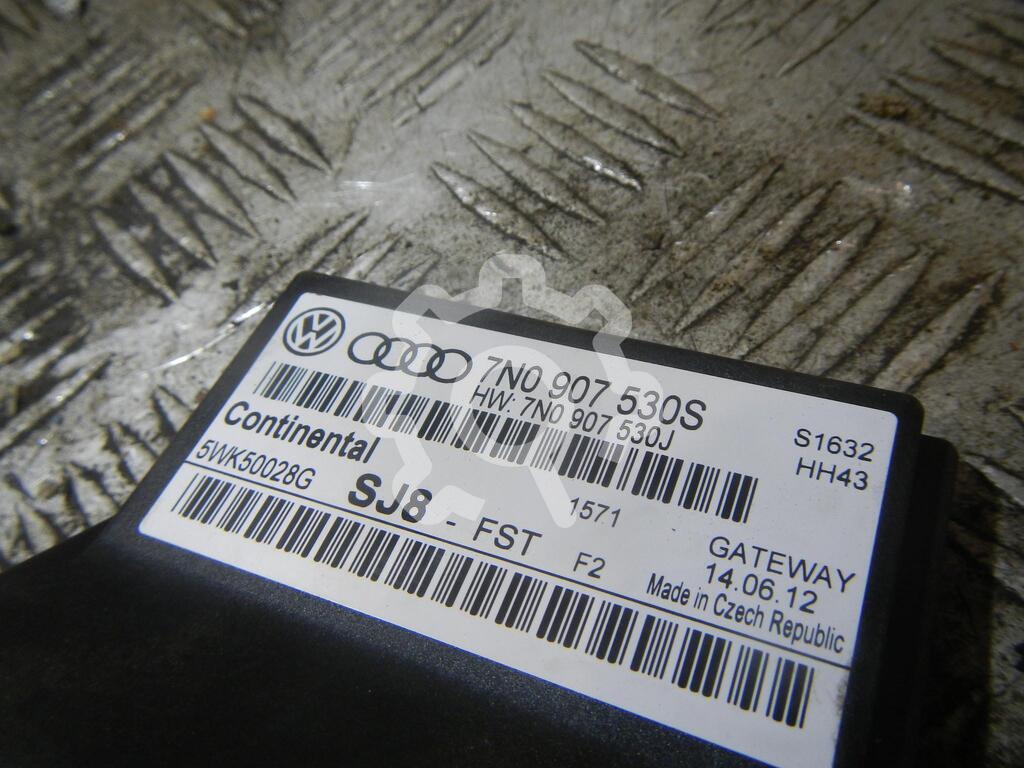 7N0 907 530S
HW: 7N0 907 530J
S1632
HH43
Continental
5WK50028G
SJ8 - FST
1571
F2
GATEWAY
14.06.12
Made in Czech Republic